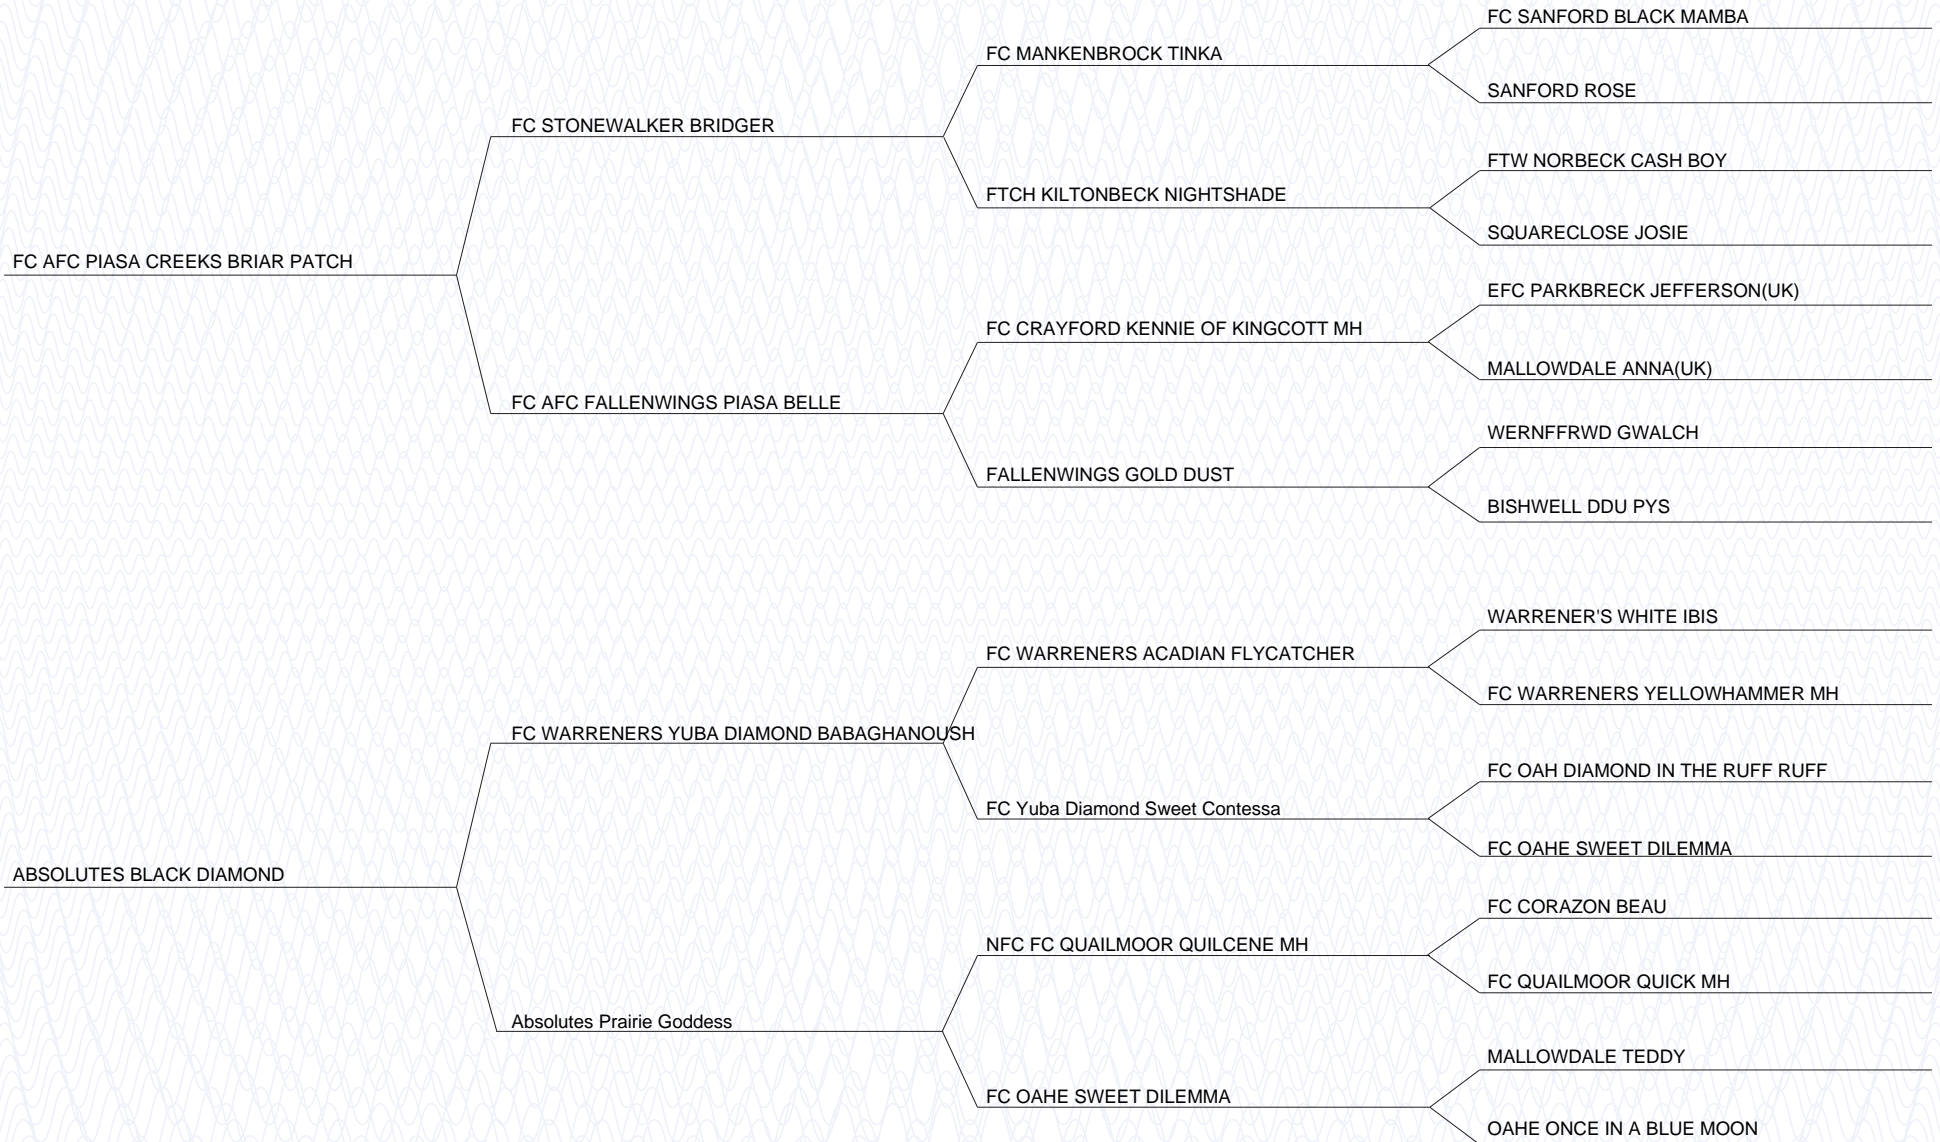 FC SANFORD BLACK MAMBA
FC MANKENBROCK TINKA
SANFORD ROSE
FC STONEWALKER BRIDGER
FTW NORBECK CASH BOY
FTCH KILTONBECK NIGHTSHADE
SQUARECLOSE JOSIE
FC AFC PIASA CREEKS BRIAR PATCH
EFC PARKBRECK JEFFERSON(UK)
FC CRAYFORD KENNIE OF KINGCOTT MH
MALLOWDALE ANNA(UK)
FC AFC FALLENWINGS PIASA BELLE
WERNFFRWD GWALCH
FALLENWINGS GOLD DUST
BISHWELL DDU PYS
WARRENER'S WHITE IBIS
FC WARRENERS ACADIAN FLYCATCHER
FC WARRENERS YELLOWHAMMER MH
FC WARRENERS YUBA DIAMOND BABAGHANOUSH
FC OAH DIAMOND IN THE RUFF RUFF
FC Yuba Diamond Sweet Contessa
FC OAHE SWEET DILEMMA
ABSOLUTES BLACK DIAMOND
FC CORAZON BEAU
NFC FC QUAILMOOR QUILCENE MH
FC QUAILMOOR QUICK MH
Absolutes Prairie Goddess
MALLOWDALE TEDDY
FC OAHE SWEET DILEMMA
OAHE ONCE IN A BLUE MOON